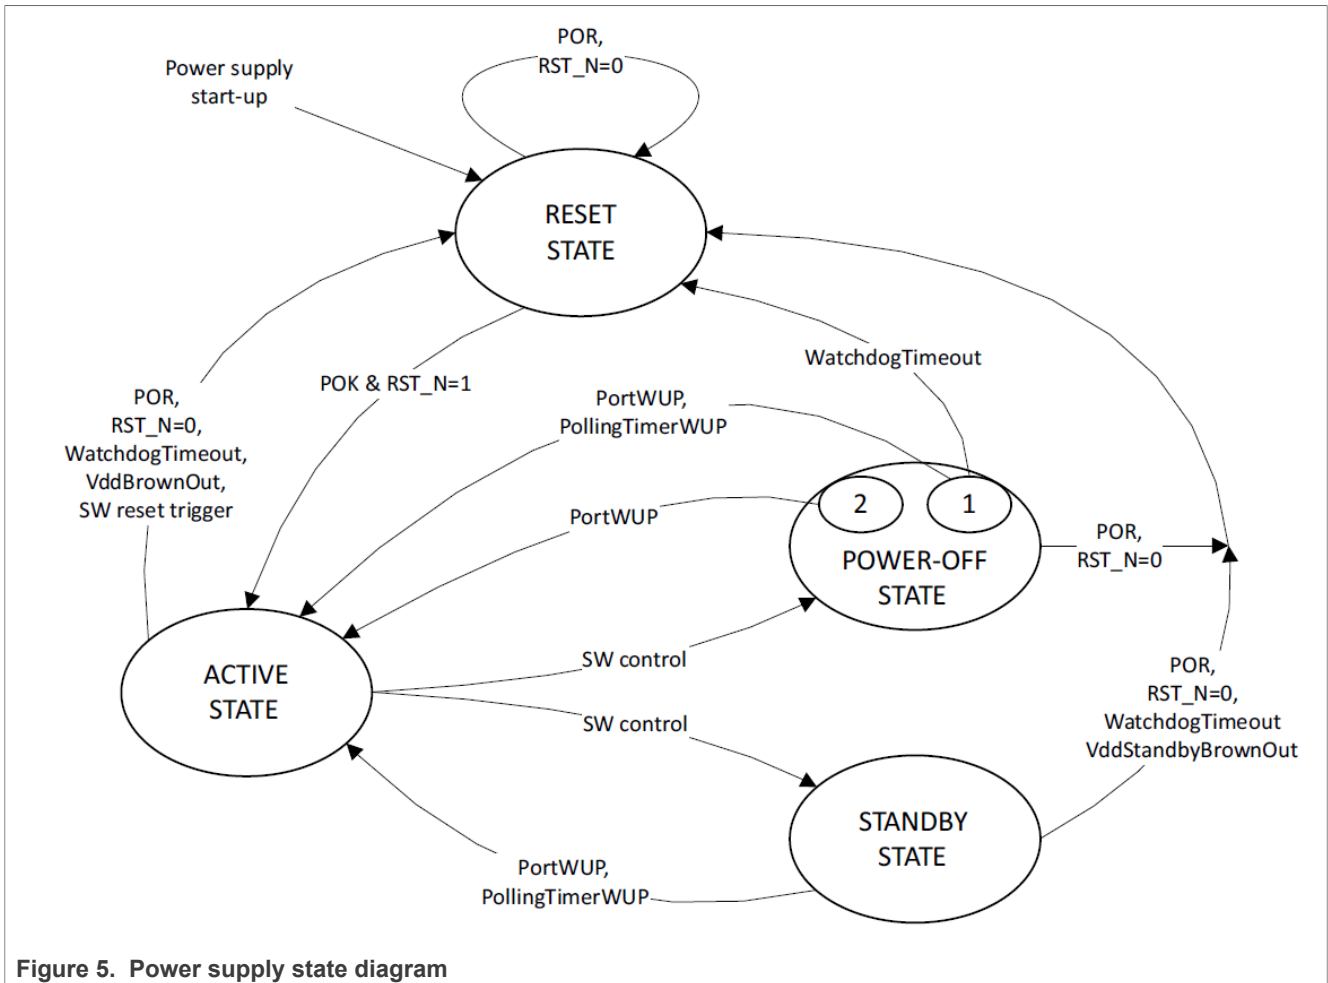 POR,
RST_N=0
Power supply
start-up
RESET
STATE
WatchdogTimeout
POK & RST_N=1
POR,
RST_N=0,
WatchdogTimeout,
VddBrownOut,
SW reset trigger
PortWUP,
PollingTimerWUP
PortWUP
2
1
POWER-OFF
STATE
POR,
RST_N=0
SW control
ACTIVE
STATE
SW control
POR,
RST_N=0,
WatchdogTimeout
VddStandbyBrownOut
STANDBY
STATE
PortWUP,
PollingTimerWUP
Figure 5. Power supply state diagram